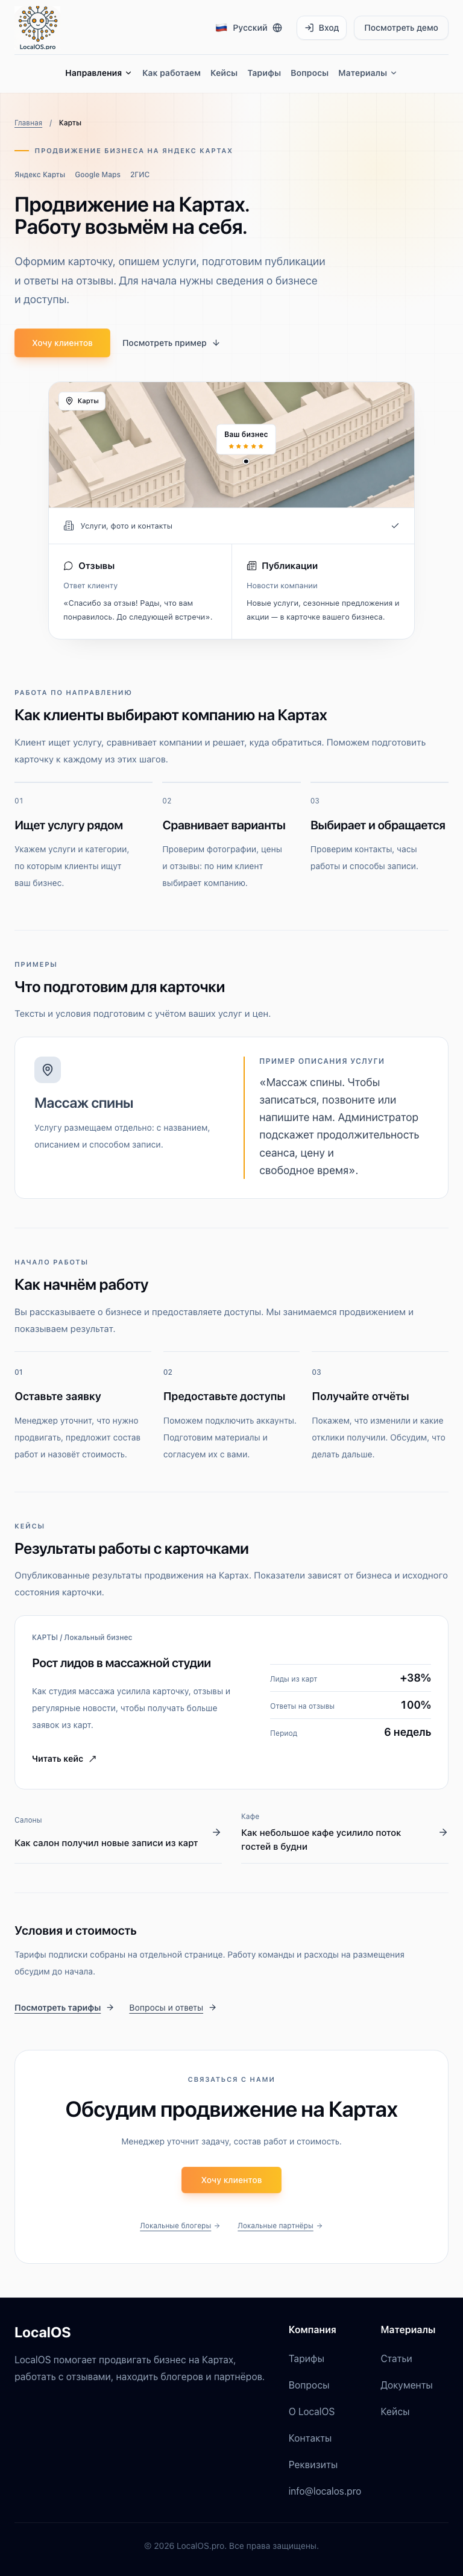 LocalOS.pro
Русский
Вход
Посмотреть демо
Направления
Как работаем
Кейсы
Тарифы
Вопросы
Материалы
Главная / Карты
ПРОДВИЖЕНИЕ БИЗНЕСА НА ЯНДЕКС КАРТАХ
Яндекс Карты Google Maps 2ГИС
Продвижение на Картах.
Работу возьмём на себя.
Оформим карточку, опишем услуги, подготовим публикации
и ответы на отзывы. Для начала нужны сведения о бизнесе
и доступы.
Хочу клиентов
Посмотреть пример
Карты
Ваш бизнес
Услуги, фото и контакты
Отзывы
Ответ клиенту
«Спасибо за отзыв! Рады, что вам
понравилось. До следующей встречи».
Публикации
Новости компании
Новые услуги, сезонные предложения и
акции — в карточке вашего бизнеса.
РАБОТА ПО НАПРАВЛЕНИЮ
Как клиенты выбирают компанию на Картах
Клиент ищет услугу, сравнивает компании и решает, куда обратиться. Поможем подготовить
карточку к каждому из этих шагов.
01
Ищет услугу рядом
Укажем услуги и категории,
по которым клиенты ищут
ваш бизнес.
02
Сравнивает варианты
Проверим фотографии, цены
и отзывы: по ним клиент
выбирает компанию.
03
Выбирает и обращается
Проверим контакты, часы
работы и способы записи.
ПРИМЕРЫ
Что подготовим для карточки
Тексты и условия подготовим с учётом ваших услуг и цен.
Массаж спины
Услугу размещаем отдельно: с названием,
описанием и способом записи.
ПРИМЕР ОПИСАНИЯ УСЛУГИ
«Массаж спины. Чтобы
записаться, позвоните или
напишите нам. Администратор
подскажет продолжительность
сеанса, цену и
свободное время».
НАЧАЛО РАБОТЫ
Как начнём работу
Вы рассказываете о бизнесе и предоставляете доступы. Мы занимаемся продвижением и
показываем результат.
01
Оставьте заявку
Менеджер уточнит, что нужно
продвигать, предложит состав
работ и назовёт стоимость.
02
Предоставьте доступы
Поможем подключить аккаунты.
Подготовим материалы и
согласуем их с вами.
03
Получайте отчёты
Покажем, что изменили и какие
отклики получили. Обсудим, что
делать дальше.
КЕЙСЫ
Результаты работы с карточками
Опубликованные результаты продвижения на Картах. Показатели зависят от бизнеса и исходного
состояния карточки.
КАРТЫ / Локальный бизнес
Рост лидов в массажной студии
Как студия массажа усилила карточку, отзывы и
регулярные новости, чтобы получать больше
заявок из карт.
Читать кейс
Лиды из карт +38%
Ответы на отзывы 100%
Период 6 недель
Салоны
Как салон получил новые записи из карт
Кафе
Как небольшое кафе усилило поток
гостей в будни
Условия и стоимость
Тарифы подписки собраны на отдельной странице. Работу команды и расходы на размещения
обсудим до начала.
Посмотреть тарифы
Вопросы и ответы
СВЯЗАТЬСЯ С НАМИ
Обсудим продвижение на Картах
Менеджер уточнит задачу, состав работ и стоимость.
Хочу клиентов
Локальные блогеры
Локальные партнёры
LocalOS
LocalOS помогает продвигать бизнес на Картах,
работать с отзывами, находить блогеров и партнёров.
Компания
Тарифы
Вопросы
О LocalOS
Контакты
Реквизиты
info@localos.pro
Материалы
Статьи
Документы
Кейсы
© 2026 LocalOS.pro. Все права защищены.